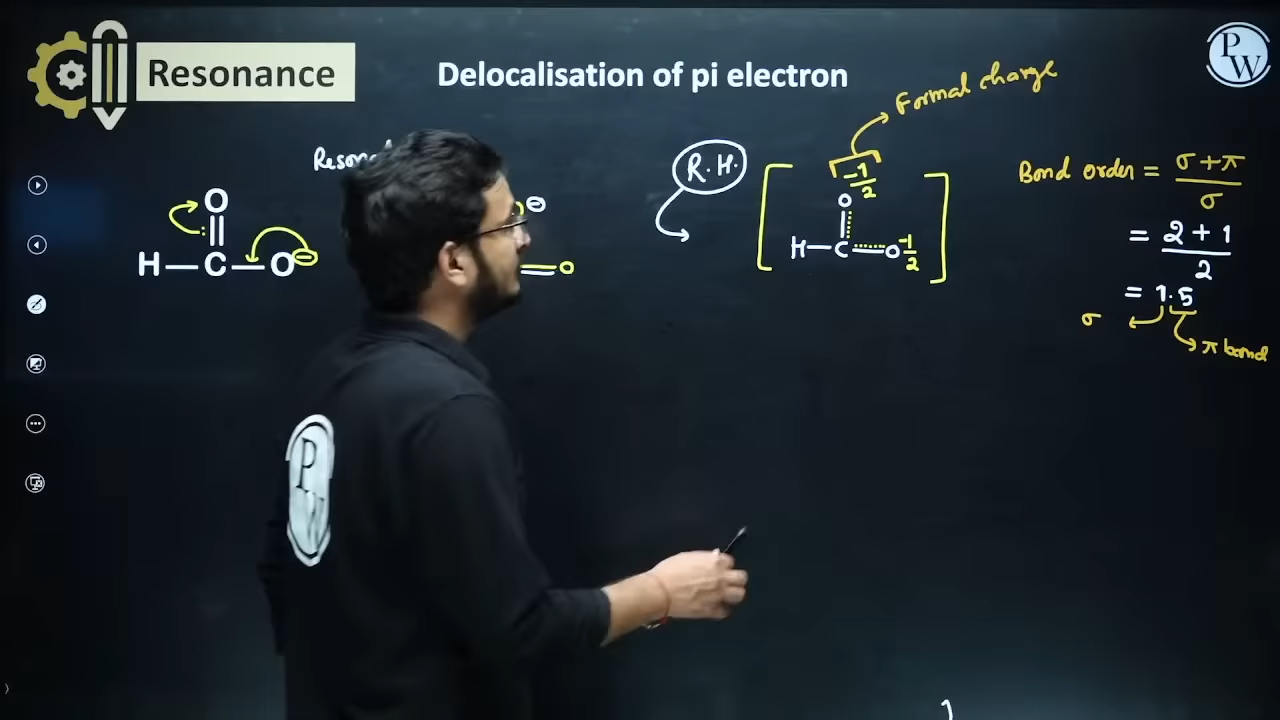 Resonance
Delocalisation of pi electron
PW
Formal charge
R.H.
-1/2
O
H—C O -1/2
Bond order = σ+π/σ
= 2+1/2
= 1.5
σ
π bond
O
H—C—O⊖
⊖
=O
PW